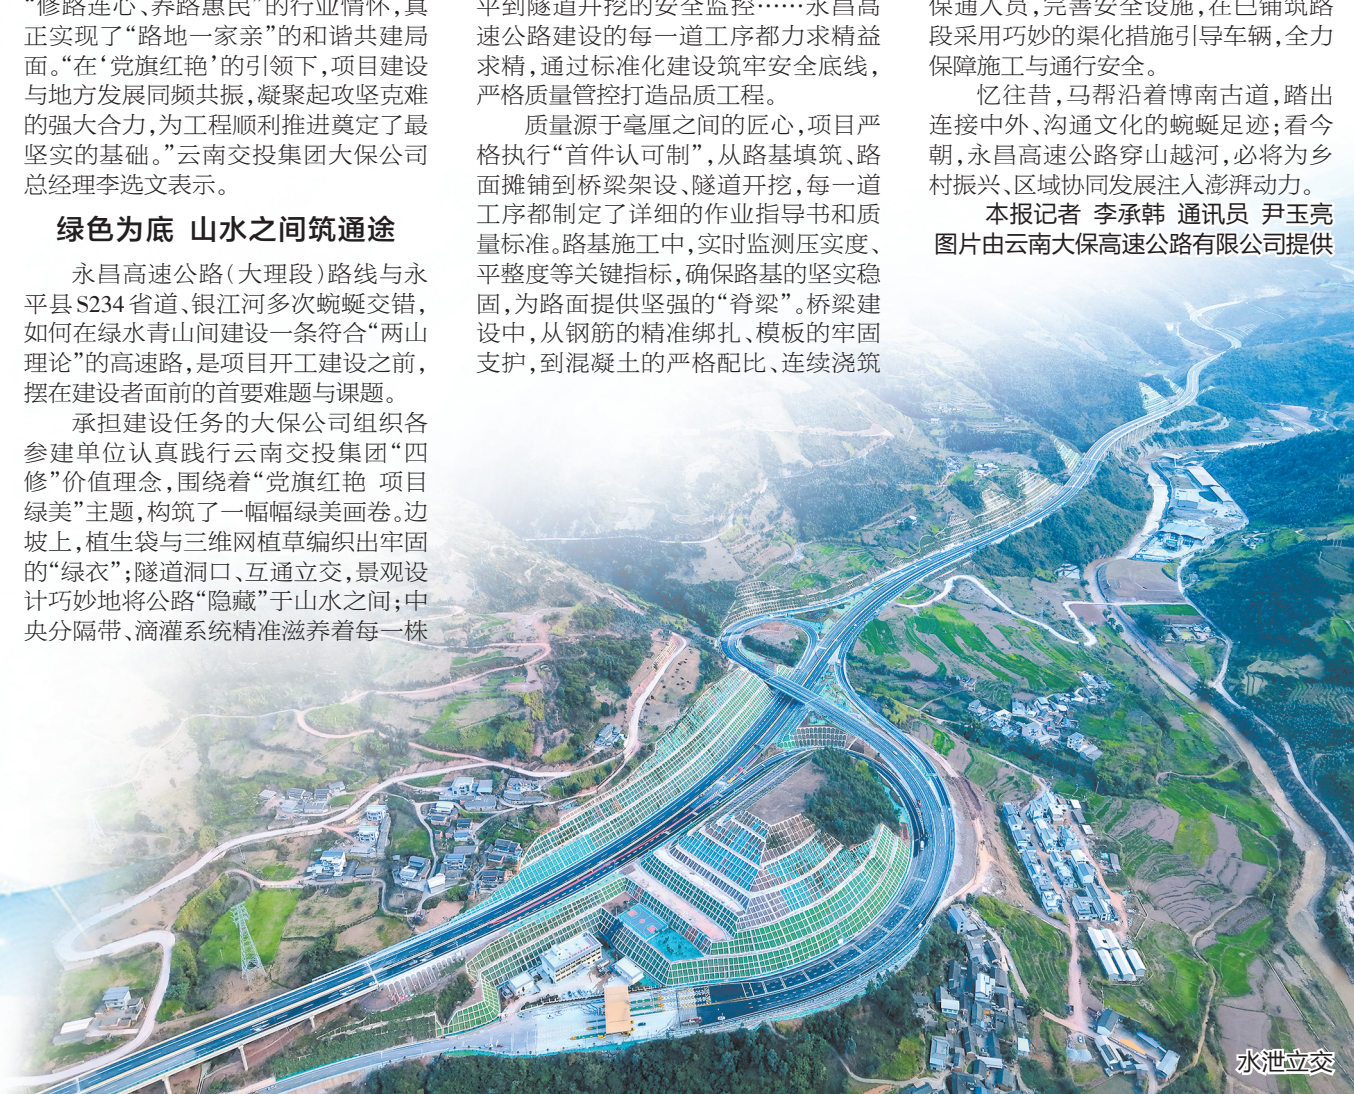 “修路连心、养路惠民”的行业情怀，真
正实现了“路地一家亲”的和谐共建局
面。“在‘党旗红艳’的引领下，项目建设
与地方发展同频共振，凝聚起攻坚克难
的强大合力，为工程顺利推进奠定了最
坚实的基础。”云南交投集团大保公司
总经理李选文表示。
绿色为底 山水之间筑通途
永昌高速公路（大理段）路线与永
平县S234省道、银江河多次蜿蜒交错，
如何在绿水青山间建设一条符合“两山
理论”的高速路，是项目开工建设之前，
摆在建设者面前的首要难题与课题。
承担建设任务的大保公司组织各
参建单位认真践行云南交投集团“四
修”价值理念，围绕着“党旗红艳 项目
绿美”主题，构筑了一幅幅绿美画卷。边
坡上，植生袋与三维网植草编织出牢固
的“绿衣”；隧道洞口、互通立交，景观设
计巧妙地将公路“隐藏”于山水之间；中
央分隔带、滴灌系统精准滋养着每一株
平到隧道开挖的安全监控……永昌高
速公路建设的每一道工序都力求精益
求精，通过标准化建设筑牢安全底线，
严格质量管控打造品质工程。
质量源于毫厘之间的匠心，项目严
格执行“首件认可制”，从路基填筑、路
面摊铺到桥梁架设、隧道开挖，每一道
工序都制定了详细的作业指导书和质
量标准。路基施工中，实时监测压实度、
平整度等关键指标，确保路基的坚实稳
固，为路面提供坚强的“脊梁”。桥梁建
设中，从钢筋的精准绑扎、模板的牢固
支护，到混凝土的严格配比、连续浇筑
保通人员，完善安全设施，在已铺筑路
段采用巧妙的渠化措施引导车辆，全力
保障施工与通行安全。
忆往昔，马帮沿着博南古道，踏出
连接中外、沟通文化的蜿蜒足迹；看今
朝，永昌高速公路穿山越河，必将为乡
村振兴、区域协同发展注入澎湃动力。
本报记者 李承韩 通讯员 尹玉亮
图片由云南大保高速公路有限公司提供
水泄立交